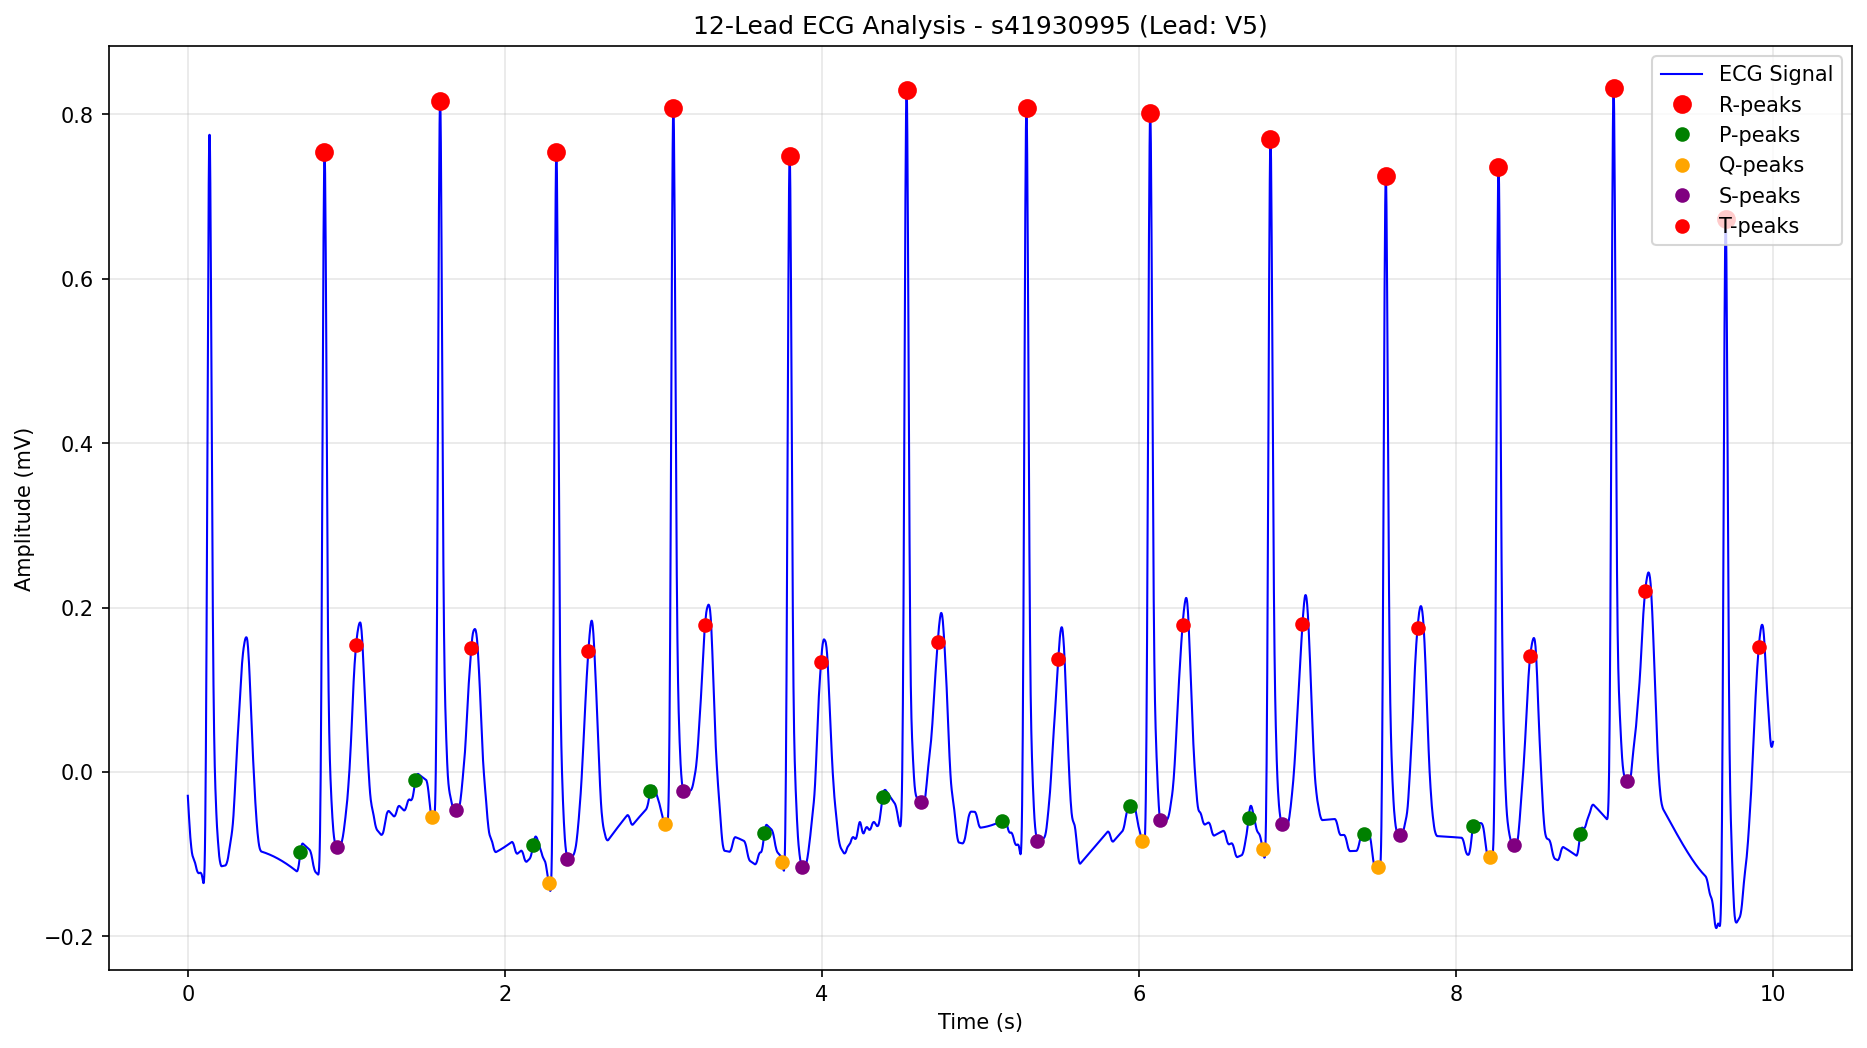 12-Lead ECG Analysis - s41930995 (Lead: V5)
ECG Signal
R-peaks
P-peaks
Q-peaks
S-peaks
T-peaks
Amplitude (mV)
0.8
0.6
0.4
0.2
0.0
−0.2
0 2 4 6 8 10
Time (s)